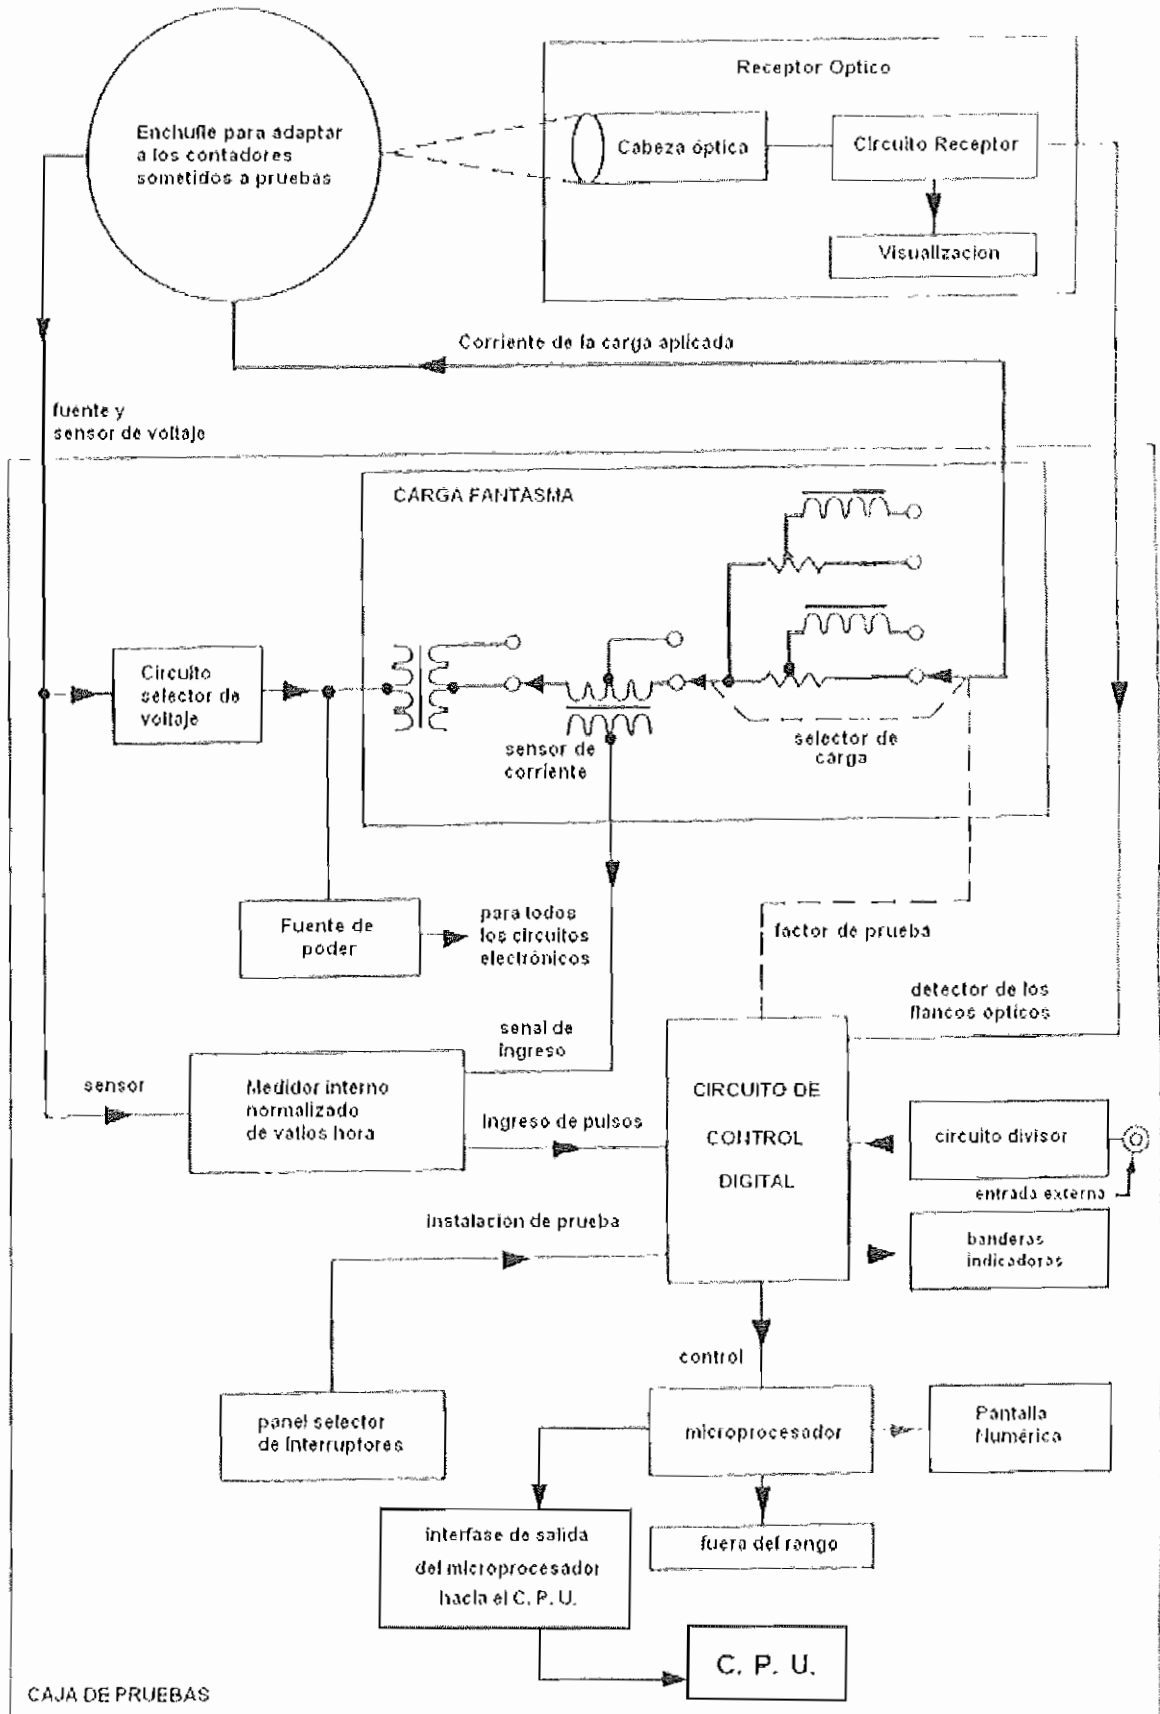 Receptor Optico
Enchufle para adaptar
a los contadores
sometidos a pruebas
Cabeza óptica
Circuito Receptor
Visualizacion
Corriente de la carga aplicada
fuente y
sensor de voltaje
CARGA FANTASMA
Circuito
selector de
voltaje
sensor de
corriente
selector de
cárga
Fuente de
poder
para todos
los circuitos
electrónicos
factor de prueba
detector de los
flancos opticos
senal de
Ingreso
sensor
Medidor interno
normalizado
de vatios hora
Ingreso de pulsos
CIRCUITO DE
CONTROL
DIGITAL
circuito divisor
entrada externa
instalacion de prueba
banderas
indicadoras
control
panel selector
de Interruptores
microprocesador
Pantalla
Numérica
interfase de salida
del microprocesador
hacia el C. P. U.
fuera del rango
C. P. U.
CAJA DE PRUEBAS